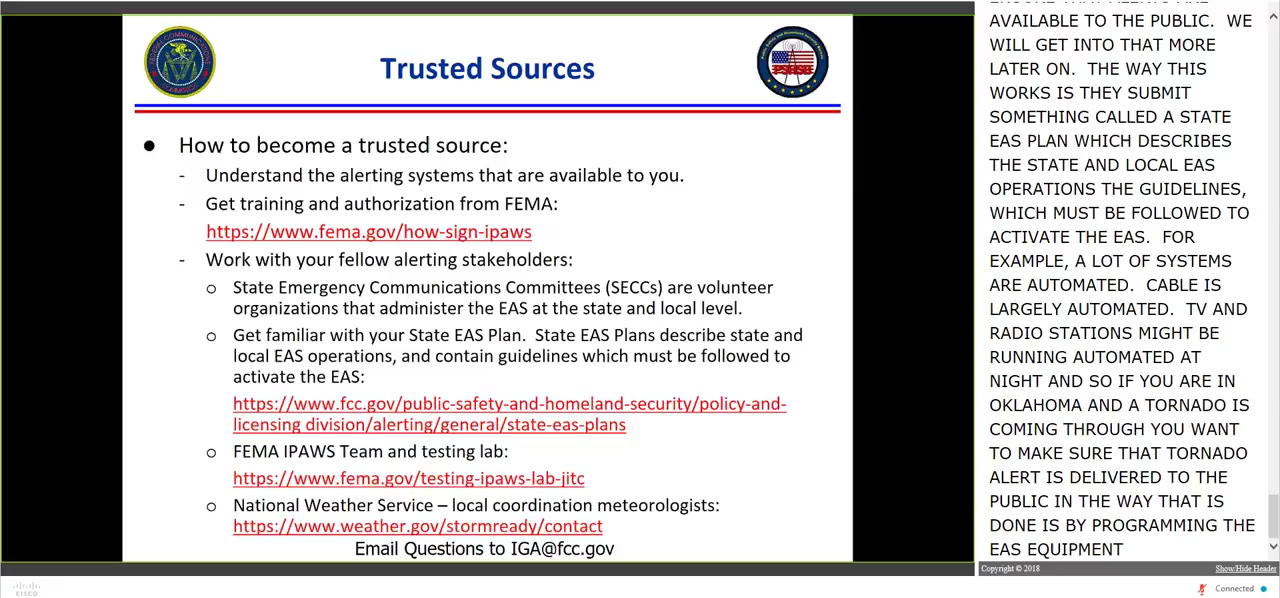 Trusted Sources
● How to become a trusted source:
- Understand the alerting systems that are available to you.
- Get training and authorization from FEMA:
https://www.fema.gov/how-sign-ipaws
- Work with your fellow alerting stakeholders:
o State Emergency Communications Committees (SECCs) are volunteer
organizations that administer the EAS at the state and local level.
o Get familiar with your State EAS Plan.  State EAS Plans describe state and
local EAS operations, and contain guidelines which must be followed to
activate the EAS:
https://www.fcc.gov/public-safety-and-homeland-security/policy-and-
licensing division/alerting/general/state-eas-plans
o FEMA IPAWS Team and testing lab:
https://www.fema.gov/testing-ipaws-lab-jitc
o National Weather Service – local coordination meteorologists:
https://www.weather.gov/stormready/contact
Email Questions to IGA@fcc.gov
AVAILABLE TO THE PUBLIC.  WE
WILL GET INTO THAT MORE
LATER ON.  THE WAY THIS
WORKS IS THEY SUBMIT
SOMETHING CALLED A STATE
EAS PLAN WHICH DESCRIBES
THE STATE AND LOCAL EAS
OPERATIONS THE GUIDELINES,
WHICH MUST BE FOLLOWED TO
ACTIVATE THE EAS.  FOR
EXAMPLE, A LOT OF SYSTEMS
ARE AUTOMATED.  CABLE IS
LARGELY AUTOMATED.  TV AND
RADIO STATIONS MIGHT BE
RUNNING AUTOMATED AT
NIGHT AND SO IF YOU ARE IN
OKLAHOMA AND A TORNADO IS
COMING THROUGH YOU WANT
TO MAKE SURE THAT TORNADO
ALERT IS DELIVERED TO THE
PUBLIC IN THE WAY THAT IS
DONE IS BY PROGRAMMING THE
EAS EQUIPMENT
Copyright © 2018
Show/Hide Header
cisco
Connected